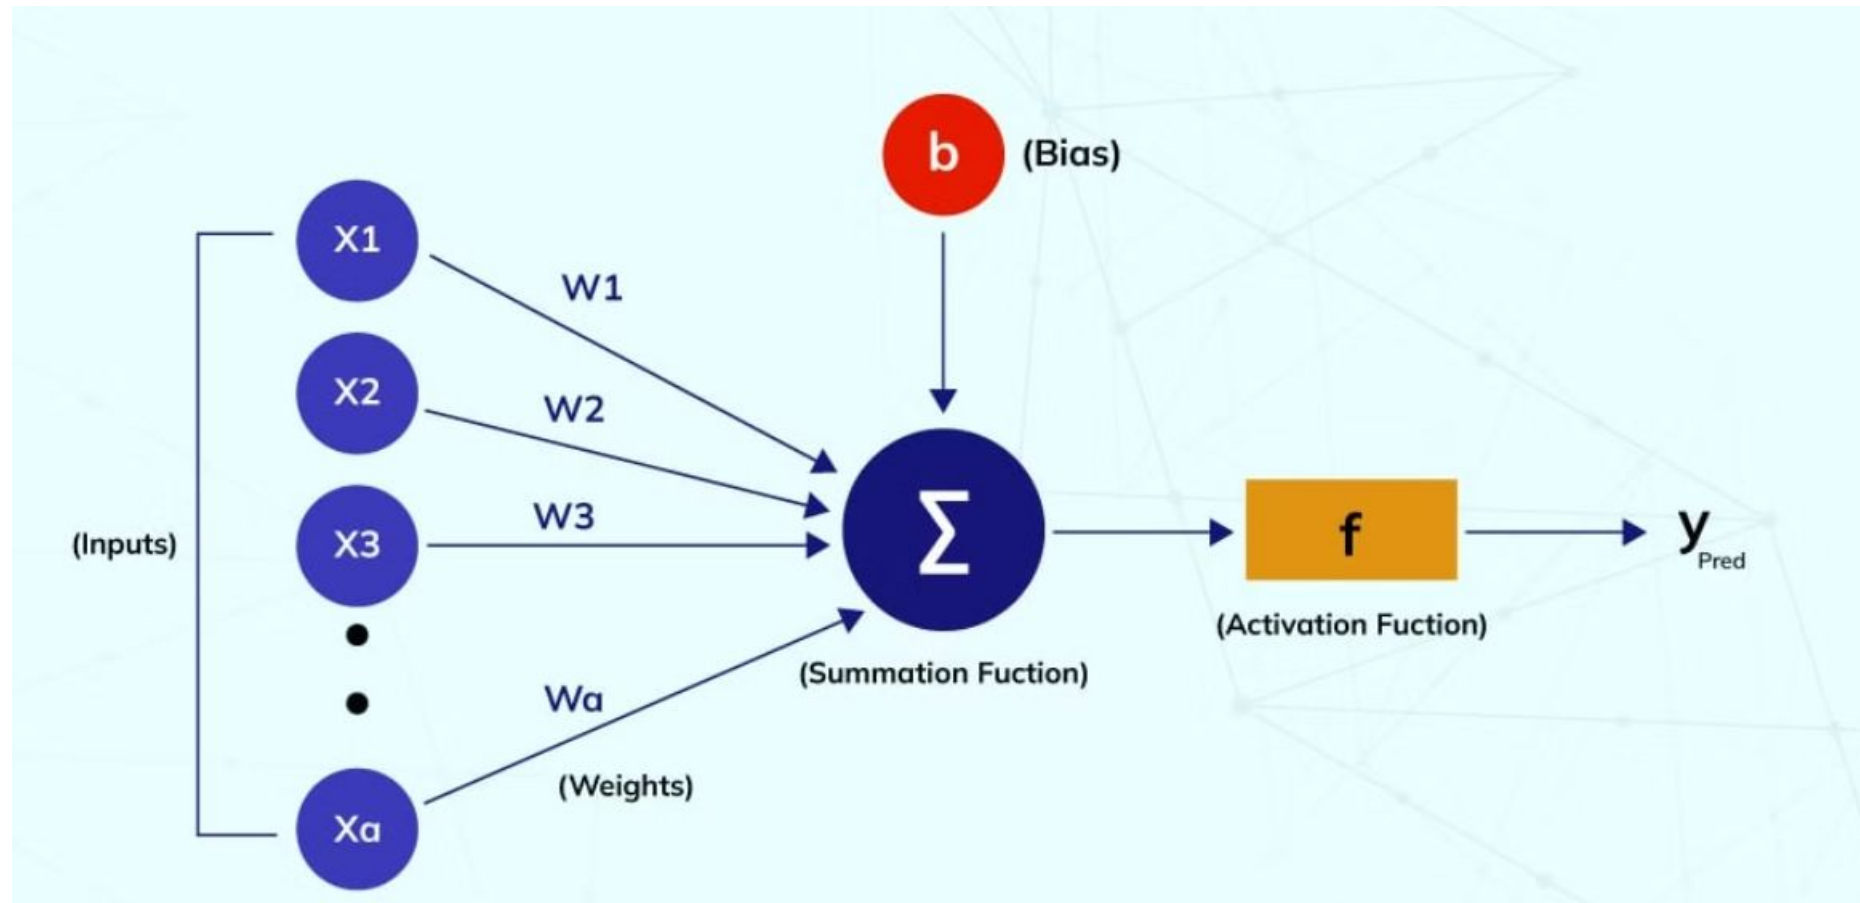 b (Bias)
X1
W1
X2
W2
X3
W3
(Inputs)
Σ
f
y
Pred
(Activation Fuction)
(Summation Fuction)
Wa
(Weights)
Xa